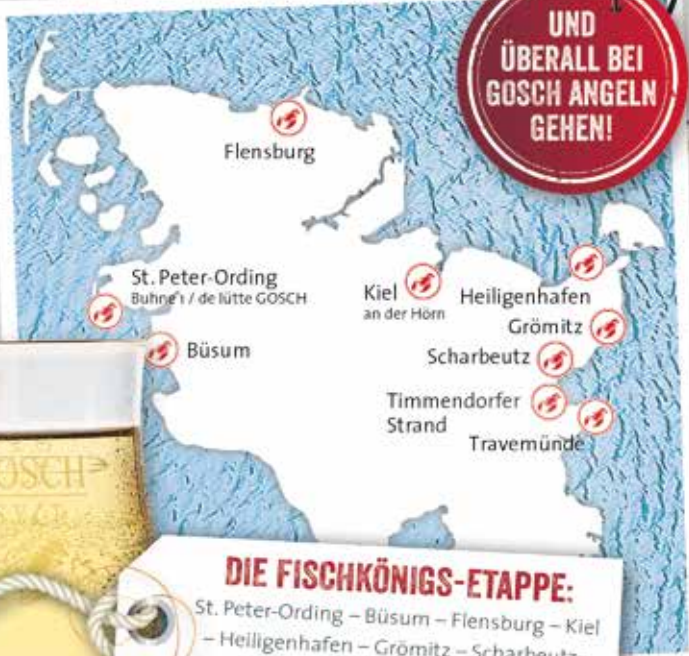 UND
ÜBERALL BEI
GOSCH ANGELN
GEHEN!
Flensburg
St. Peter-Ording
Buhne 1 / de lütte GOSCH
Büsum
Kiel
an der Hörn
Heiligenhafen
Grömitz
Scharbeutz
Timmendorfer
Strand
Travemünde
GOSCH
SYLT
DIE FISCHKÖNIGS-ETAPPE:
St. Peter-Ording – Büsum – Flensburg – Kiel
– Heiligenhafen – Grömitz – Scharbeutz